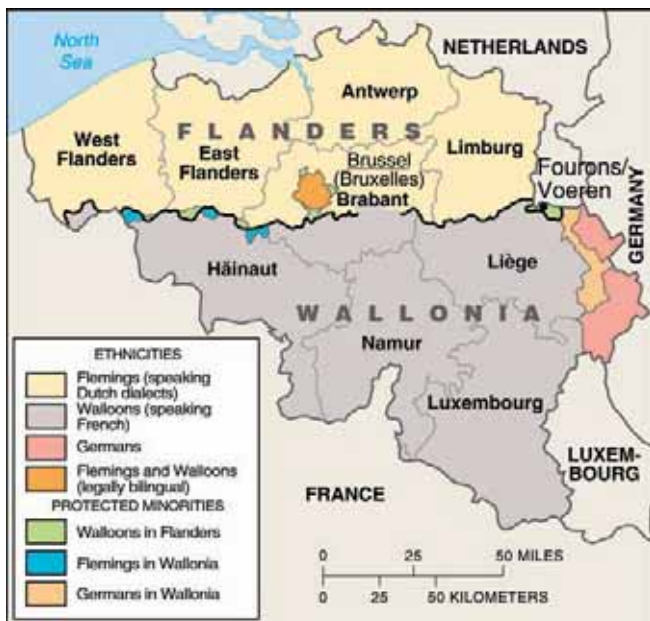 North
Sea
NETHERLANDS
Antwerp
FLANDERS
West
Flanders
East
Flanders
Limburg
Brussel
(Bruxelles)
Brabant
Fourons/
Voeren
GERMANY
Häinaut
Liège
WALLONIA
Namur
Luxembourg
LUXEM-
BOURG
FRANCE
ETHNICITIES
Flemings (speaking
Dutch dialects)
Walloons (speaking
French)
Germans
Flemings and Walloons
(legally bilingual)
PROTECTED MINORITIES
Walloons in Flanders
Flemings in Wallonia
Germans in Wallonia
0 25 50 MILES
0 25 50 KILOMETERS